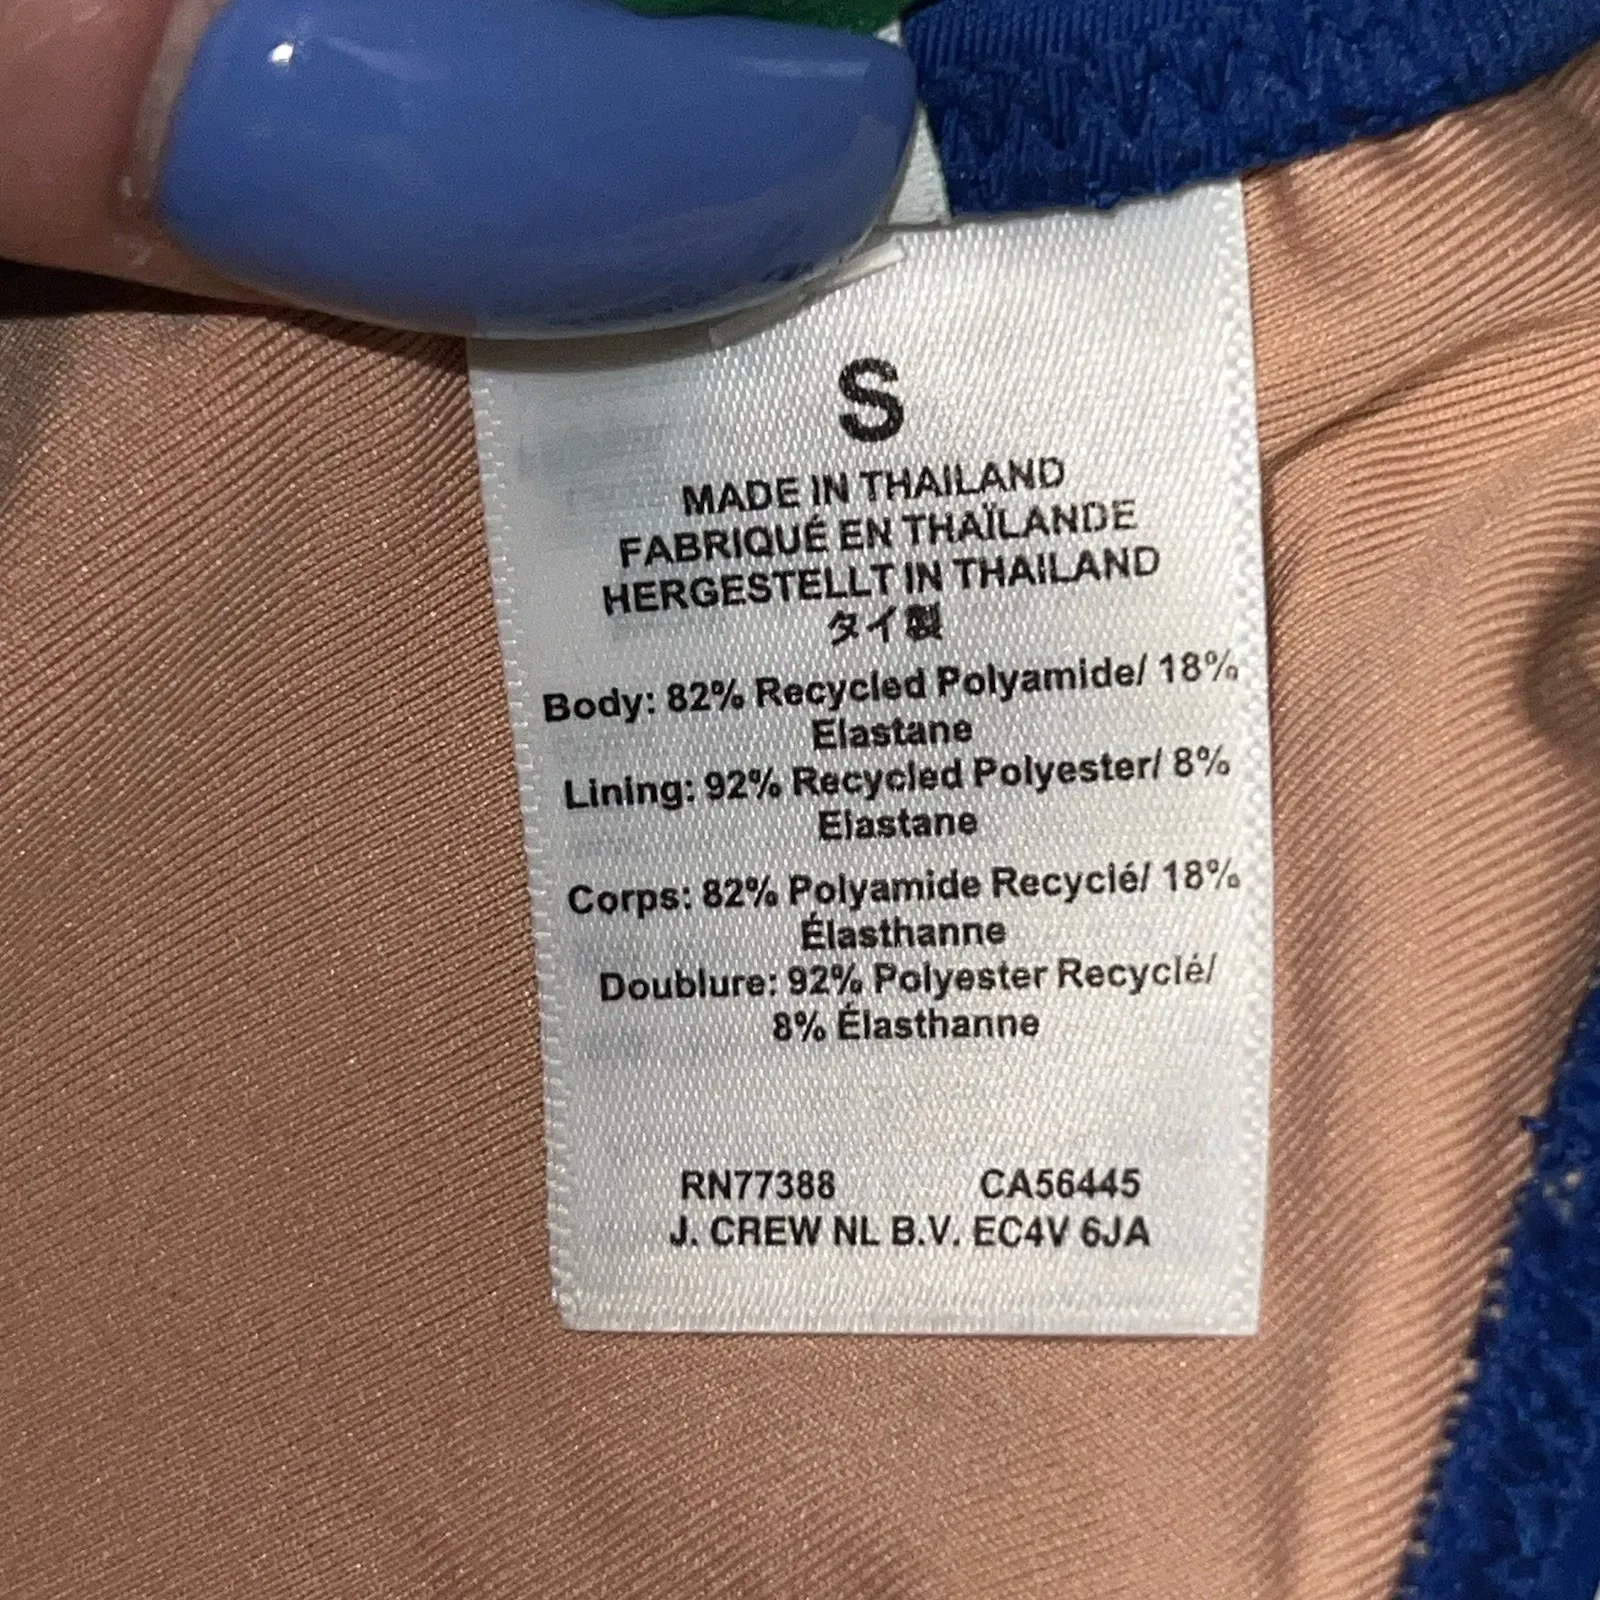 S
MADE IN THAILAND
FABRIQUÉ EN THAÏLANDE
HERGESTELLT IN THAILAND
タイ製
Body: 82% Recycled Polyamide/ 18%
Elastane
Lining: 92% Recycled Polyester/ 8%
Elastane
Corps: 82% Polyamide Recyclé/ 18%
Élasthanne
Doublure: 92% Polyester Recyclé/
8% Élasthanne
RN77388 CA56445
J. CREW NL B.V. EC4V 6JA